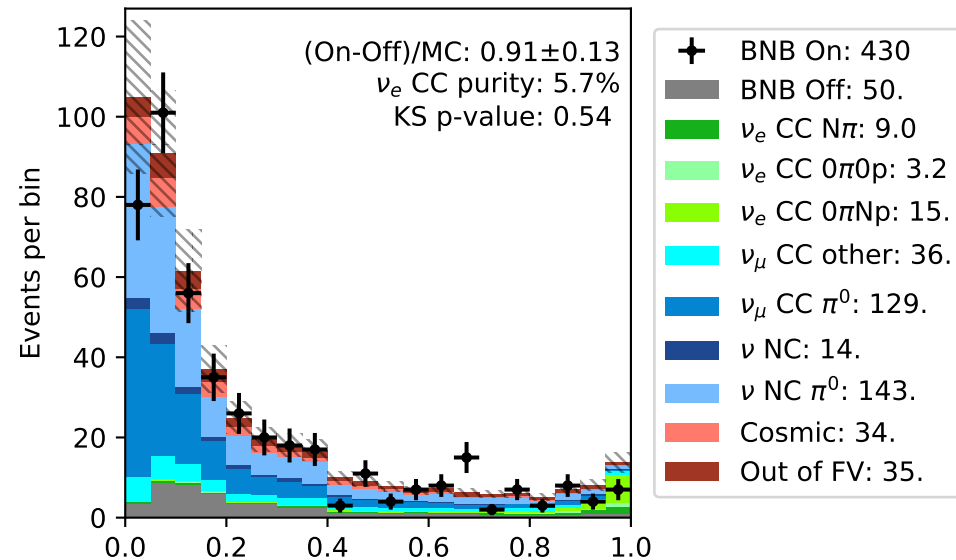 (On-Off)/MC: 0.91±0.13
νe CC purity: 5.7%
KS p-value: 0.54
Events per bin
120
100
80
60
40
20
0
0.0 0.2 0.4 0.6 0.8 1.0
BNB On: 430
BNB Off: 50.
νe CC Nπ: 9.0
νe CC 0π0p: 3.2
νe CC 0πNp: 15.
νμ CC other: 36.
νμ CC π⁰: 129.
ν NC: 14.
ν NC π⁰: 143.
Cosmic: 34.
Out of FV: 35.